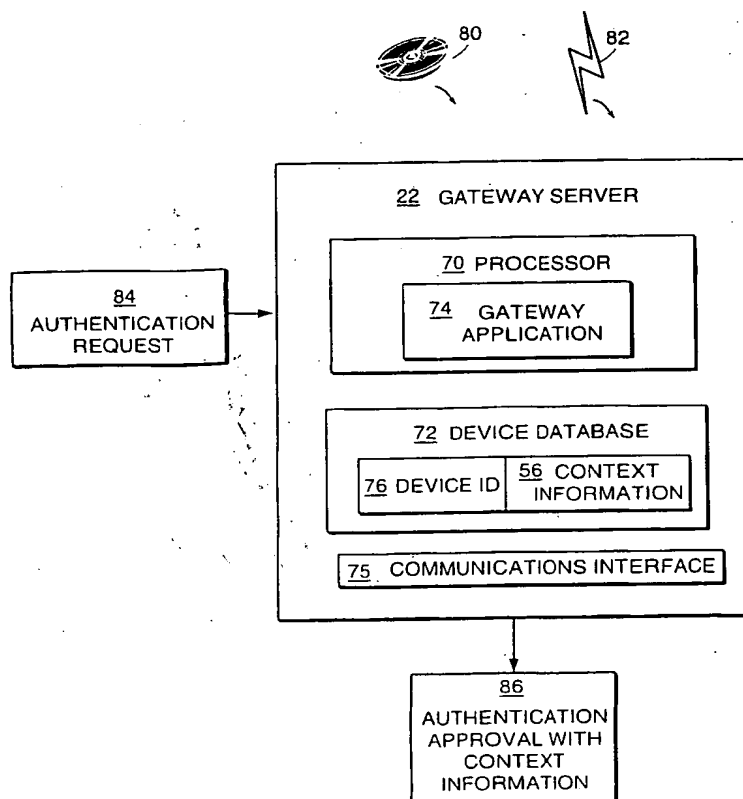 80
82
22 GATEWAY SERVER
70 PROCESSOR
74 GATEWAY
APPLICATION
84
AUTHENTICATION
REQUEST
72 DEVICE DATABASE
76 DEVICE ID
56 CONTEXT
INFORMATION
75 COMMUNICATIONS INTERFACE
86
AUTHENTICATION
APPROVAL WITH
CONTEXT
INFORMATION